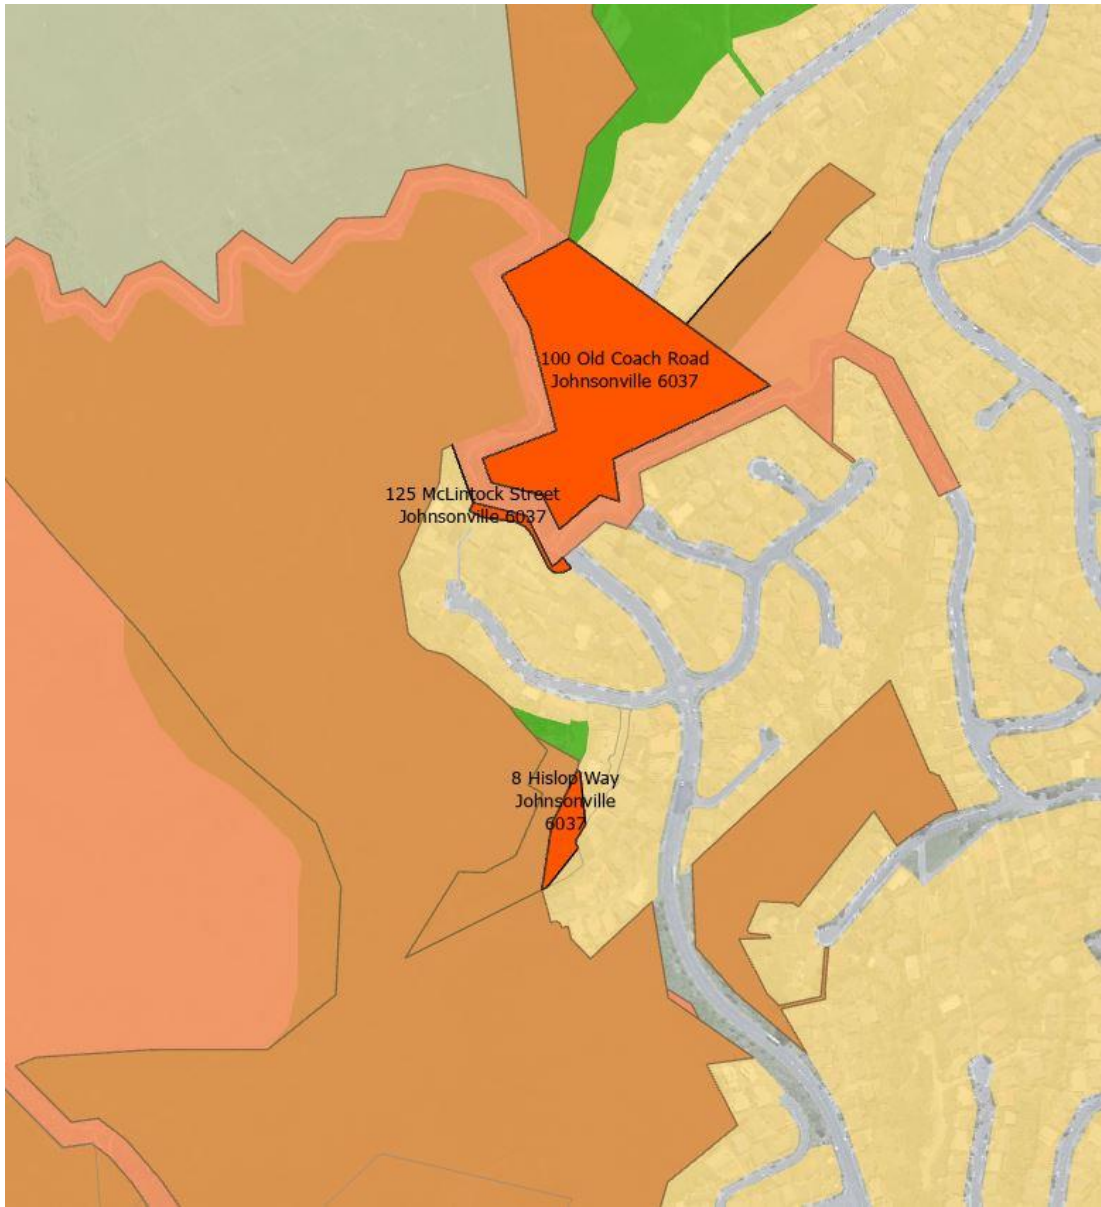 100 Old Coach Road
Johnsonville 6037
125 McLintock Street
Johnsonville 6037
8 Hislop Way
Johnsonville
6037